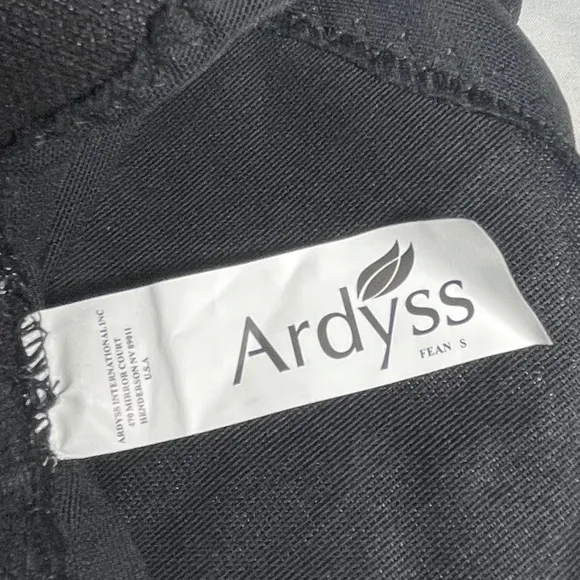 ARDYSS INTERNATIONAL INC
470 MIRROR COURT
HENDERSON NV 89011
U.S.A
Ardyss
FEAN S